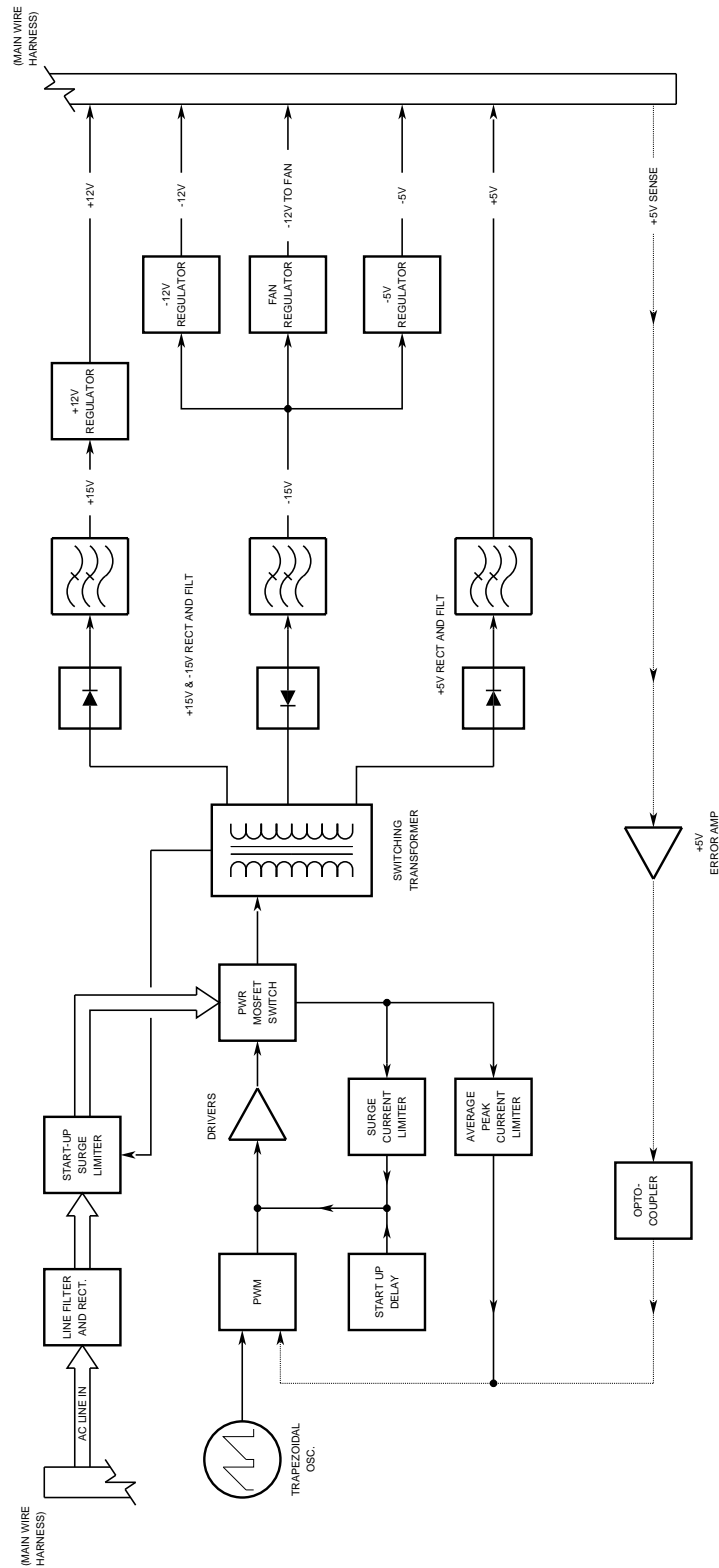 (MAIN WIRE
HARNESS)
AC LINE IN
LINE FILTER
AND RECT.
START-UP
SURGE
LIMITER
TRAPEZOIDAL
OSC.
PWM
DRIVERS
PWR
MOSFET
SWITCH
START UP
DELAY
SURGE
CURRENT
LIMITER
AVERAGE
PEAK
CURRENT
LIMITER
SWITCHING
TRANSFORMER
+15V & -15V RECT AND FILT
+5V RECT AND FILT
+15V
+12V
REGULATOR
+12V
-15V
-12V
REGULATOR
-12V
FAN
REGULATOR
-12V TO FAN
-5V
REGULATOR
-5V
+5V
(MAIN WIRE
HARNESS)
+5V SENSE
+5V
ERROR AMP
OPTO-
COUPLER